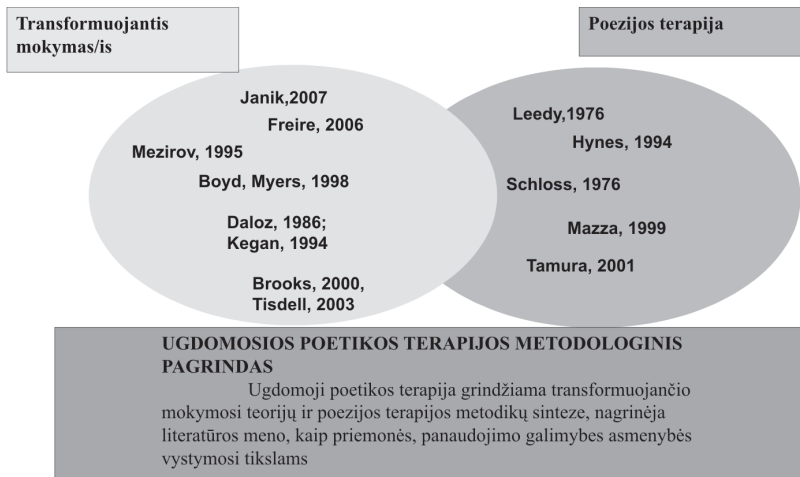 Transformuojantis
mokymas/is
Poezijos terapija
Janik,2007
Freire, 2006
Mezirov, 1995
Boyd, Myers, 1998
Daloz, 1986;
Kegan, 1994
Brooks, 2000,
Tisdell, 2003
Leedy,1976
Hynes, 1994
Schloss, 1976
Mazza, 1999
Tamura, 2001
UGDOMOSIOS POETIKOS TERAPIJOS METODOLOGINIS
PAGRINDAS
Ugdomoji poetikos terapija grindžiama transformuojančio
mokymosi teorijų ir poezijos terapijos metodikų sinteze, nagrinėja
literatūros meno, kaip priemonės, panaudojimo galimybes asmenybės
vystymosi tikslams